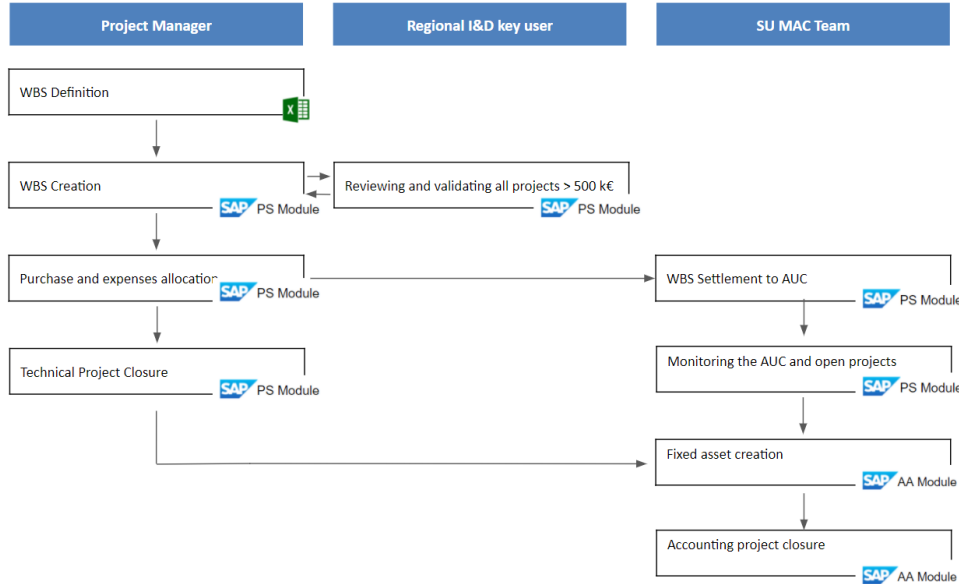 Project Manager
Regional I&D key user
SU MAC Team
WBS Definition
X
WBS Creation
SAP PS Module
Reviewing and validating all projects > 500 k€
SAP PS Module
Purchase and expenses allocation
SAP PS Module
WBS Settlement to AUC
SAP PS Module
Technical Project Closure
SAP PS Module
Monitoring the AUC and open projects
SAP PS Module
Fixed asset creation
SAP AA Module
Accounting project closure
SAP AA Module